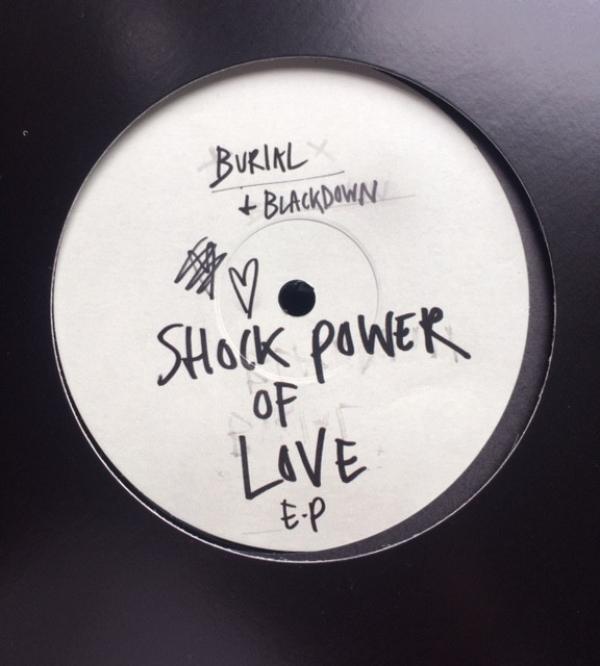 BURIAL
+ BLACKDOWN
SHOCK POWER
OF
LOVE
E.P